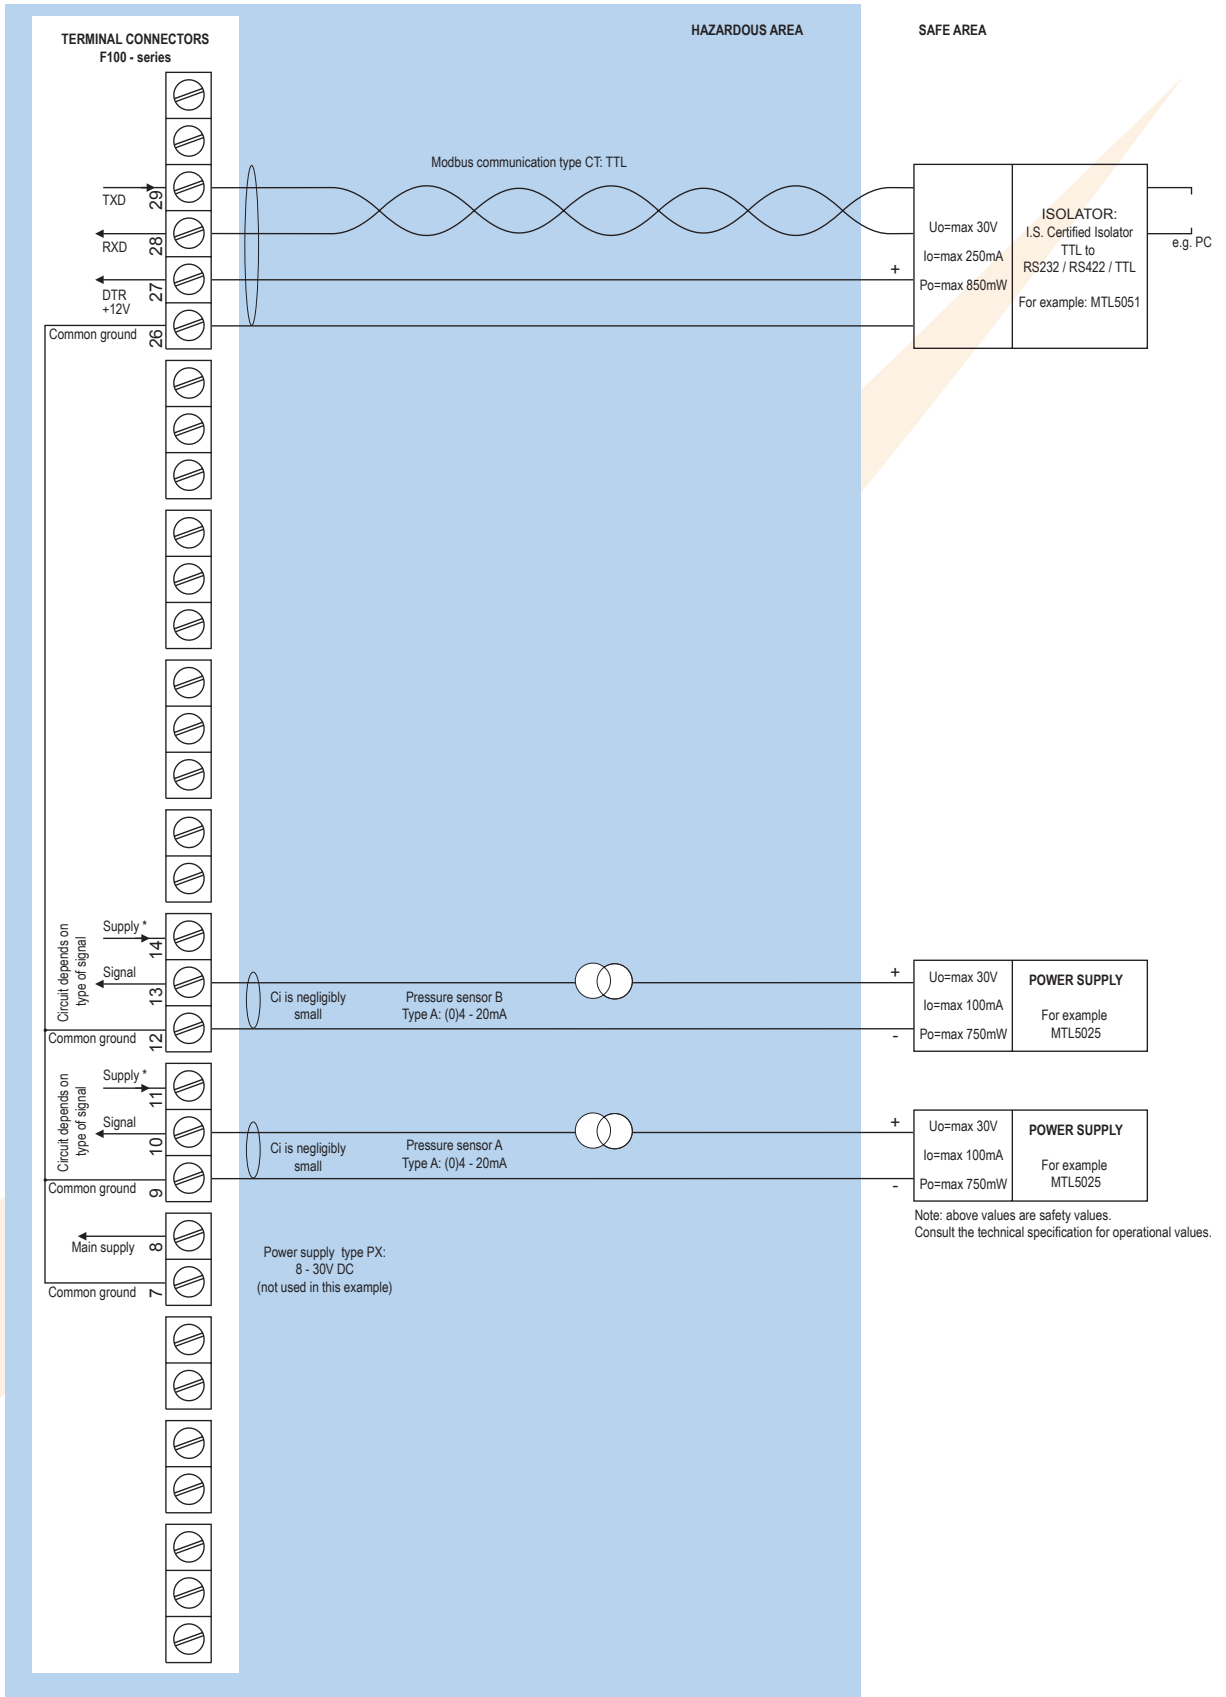 HAZARDOUS AREA
SAFE AREA
TERMINAL CONNECTORS
F100 - series
Modbus communication type CT: TTL
TXD
29
RXD
28
DTR
+12V
27
Common ground
26
+
Uo=max 30V
Io=max 250mA
Po=max 850mW
ISOLATOR:
I.S. Certified Isolator
TTL to
RS232 / RS422 / TTL
For example: MTL5051
e.g. PC
Circuit depends on
type of signal
Supply *
14
Signal
13
Common ground
12
Ci is negligibly
small
Pressure sensor B
Type A: (0)4 - 20mA
+
-
Uo=max 30V
Io=max 100mA
Po=max 750mW
POWER SUPPLY
For example
MTL5025
Circuit depends on
type of signal
Supply *
11
Signal
10
Common ground
9
Ci is negligibly
small
Pressure sensor A
Type A: (0)4 - 20mA
+
-
Uo=max 30V
Io=max 100mA
Po=max 750mW
POWER SUPPLY
For example
MTL5025
Note: above values are safety values.
Consult the technical specification for operational values.
Main supply
8
Common ground
7
Power supply type PX:
8 - 30V DC
(not used in this example)